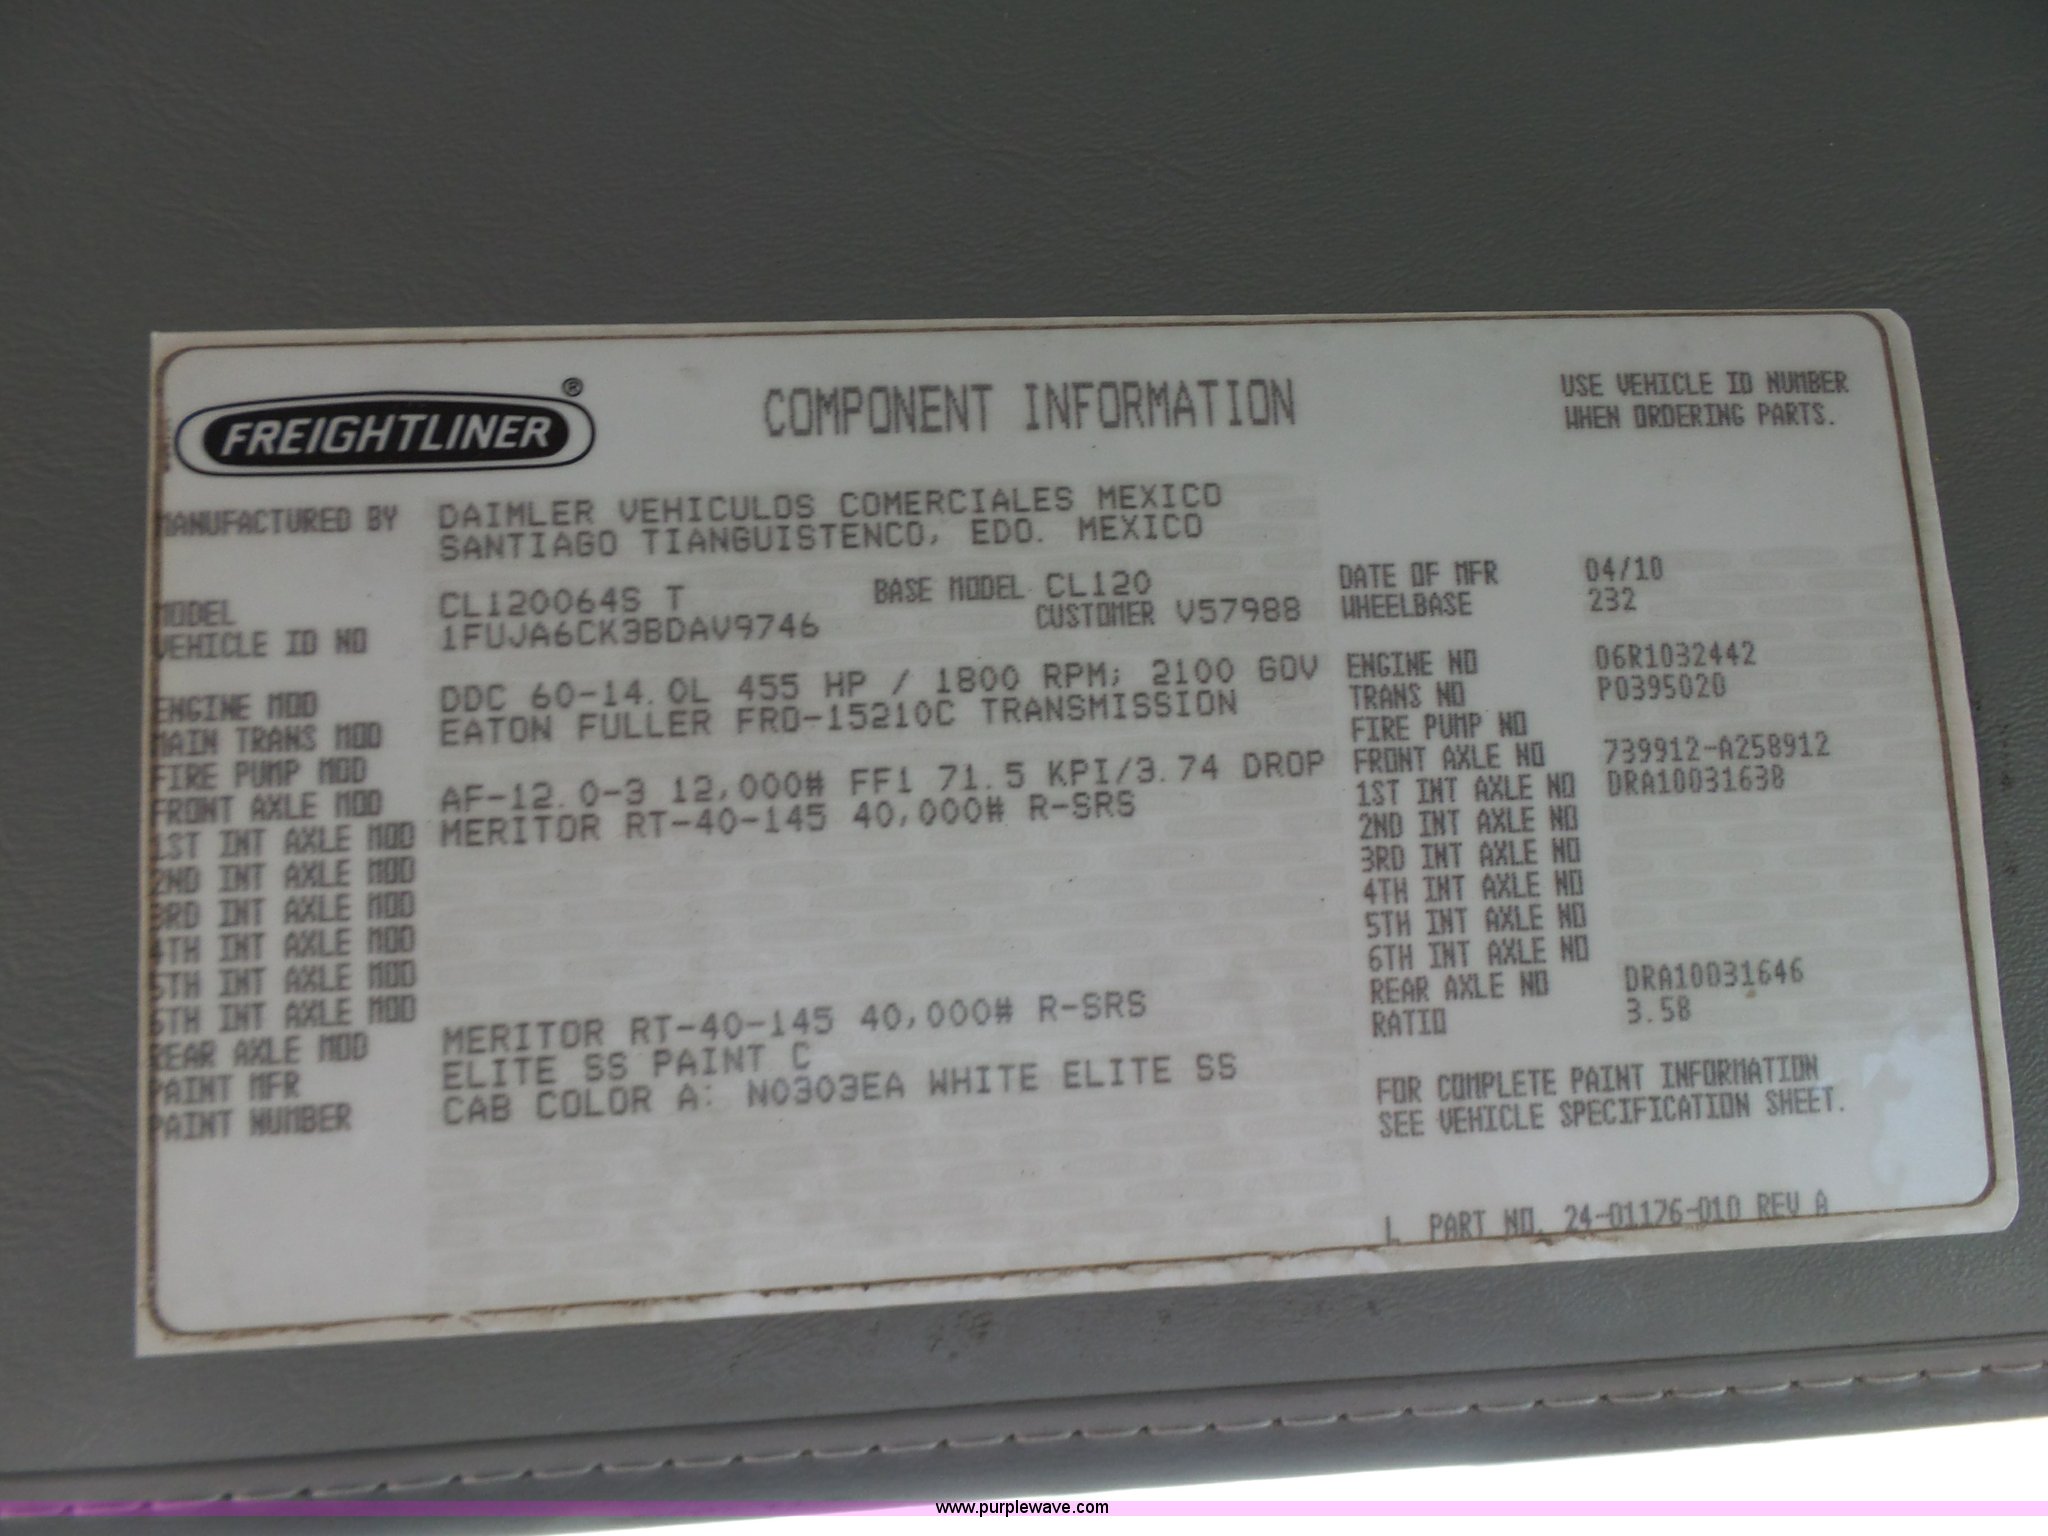 FREIGHTLINER ®
COMPONENT INFORMATION
USE VEHICLE ID NUMBER
WHEN ORDERING PARTS.
MANUFACTURED BY DAIMLER VEHICULOS COMERCIALES MEXICO
SANTIAGO TIANGUISTENCO, EDO. MEXICO
MODEL CL120064S T BASE MODEL CL120 DATE OF MFR 04/10
VEHICLE ID NO 1FUJA6CK3BDAV9746 CUSTOMER V57988 WHEELBASE 232
ENGINE MOD DDC 60-14.0L 455 HP / 1800 RPM; 2100 GOV ENGINE NO 06R1032442
MAIN TRANS MOD EATON FULLER FRO-15210C TRANSMISSION TRANS NO P0395020
FIRE PUMP MOD FIRE PUMP NO
FRONT AXLE MOD AF-12.0-3 12,000# FF1 71.5 KPI/3.74 DROP FRONT AXLE NO 739912-A258912
1ST INT AXLE MOD MERITOR RT-40-145 40,000# R-SRS 1ST INT AXLE NO DRA10031638
2ND INT AXLE MOD 2ND INT AXLE NO
3RD INT AXLE MOD 3RD INT AXLE NO
4TH INT AXLE MOD 4TH INT AXLE NO
5TH INT AXLE MOD 5TH INT AXLE NO
6TH INT AXLE MOD 6TH INT AXLE NO
REAR AXLE MOD MERITOR RT-40-145 40,000# R-SRS REAR AXLE NO DRA10031646
PAINT MFR ELITE SS PAINT C RATIO 3.58
PAINT NUMBER CAB COLOR A: N0303EA WHITE ELITE SS
FOR COMPLETE PAINT INFORMATION
SEE VEHICLE SPECIFICATION SHEET.
PART NO. 24-01176-010 REV A
www.purplewave.com